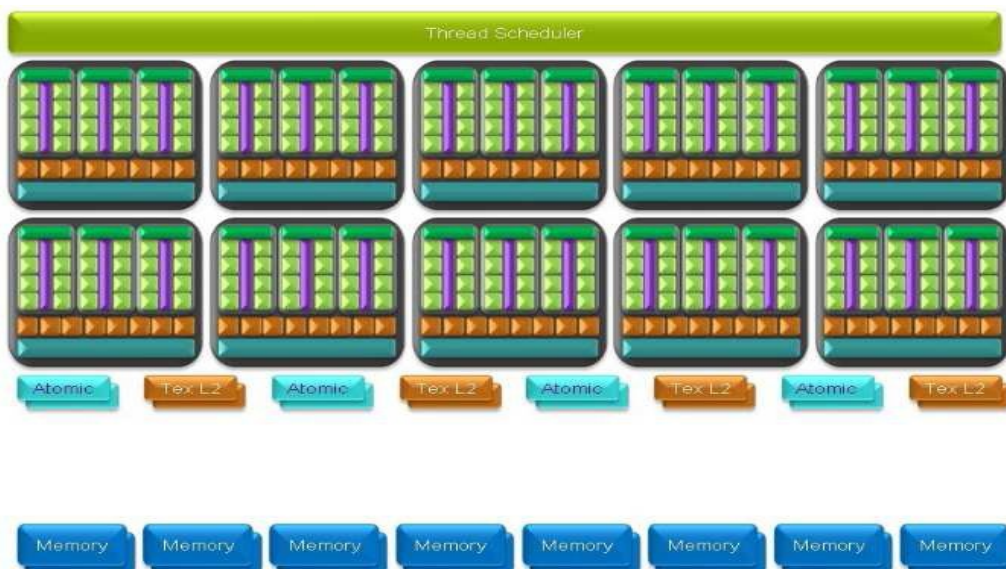 Thread Scheduler
Atomic Tex L2 Atomic Tex L2 Atomic Tex L2 Atomic Tex L2
Memory Memory Memory Memory Memory Memory Memory Memory